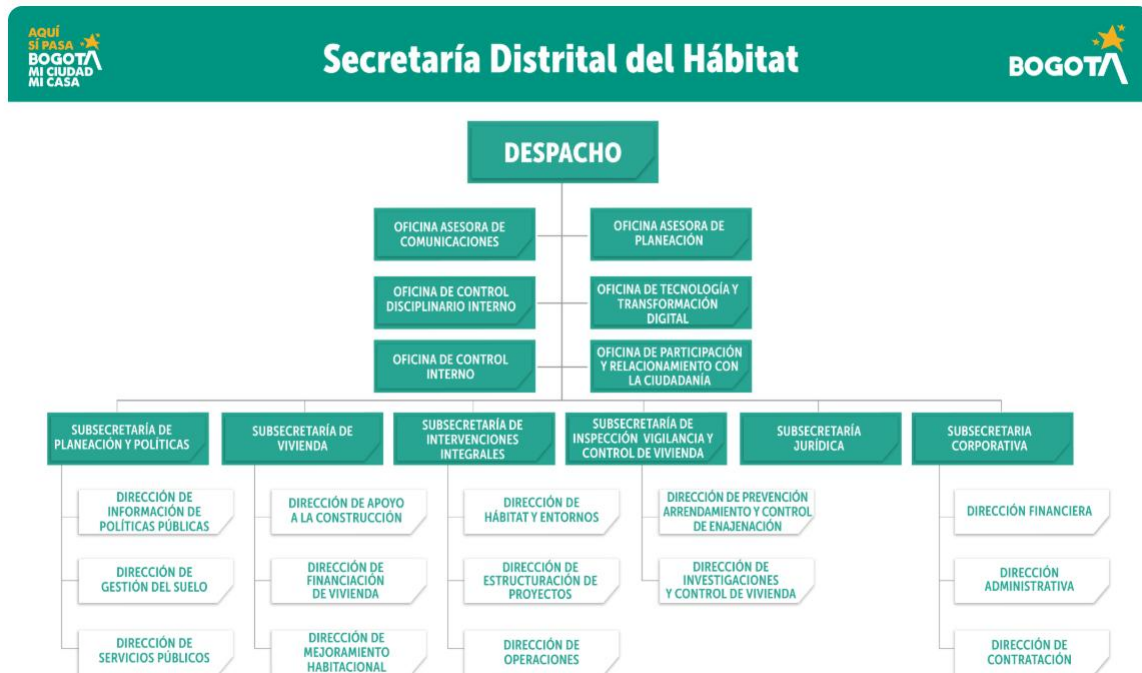 AQUÍ
SÍ PASA
BOGOTÁ
MI CIUDAD
MI CASA
Secretaría Distrital del Hábitat
BOGOTÁ
DESPACHO
OFICINA ASESORA DE
COMUNICACIONES
OFICINA ASESORA DE
PLANEACIÓN
OFICINA DE CONTROL
DISCIPLINARIO INTERNO
OFICINA DE TECNOLOGÍA Y
TRANSFORMACIÓN
DIGITAL
OFICINA DE CONTROL
INTERNO
OFICINA DE PARTICIPACIÓN
Y RELACIONAMIENTO CON
LA CIUDADANÍA
SUBSECRETARÍA DE
PLANEACIÓN Y POLÍTICAS
SUBSECRETARÍA DE
VIVIENDA
SUBSECRETARÍA DE
INTERVENCIONES
INTEGRALES
SUBSECRETARÍA DE
INSPECCIÓN VIGILANCIA Y
CONTROL DE VIVIENDA
SUBSECRETARÍA
JURÍDICA
SUBSECRETARIA
CORPORATIVA
DIRECCIÓN DE
INFORMACIÓN DE
POLÍTICAS PÚBLICAS
DIRECCIÓN DE APOYO
A LA CONSTRUCCIÓN
DIRECCIÓN DE
HÁBITAT Y ENTORNOS
DIRECCIÓN DE PREVENCIÓN
ARRENDAMIENTO Y CONTROL
DE ENAJENACIÓN
DIRECCIÓN FINANCIERA
DIRECCIÓN DE
GESTIÓN DEL SUELO
DIRECCIÓN DE
FINANCIACIÓN
DE VIVIENDA
DIRECCIÓN DE
ESTRUCTURACIÓN DE
PROYECTOS
DIRECCIÓN DE
INVESTIGACIONES
Y CONTROL DE VIVIENDA
DIRECCIÓN
ADMINISTRATIVA
DIRECCIÓN DE
SERVICIOS PÚBLICOS
DIRECCIÓN DE
MEJORAMIENTO
HABITACIONAL
DIRECCIÓN DE
OPERACIONES
DIRECCIÓN DE
CONTRATACIÓN